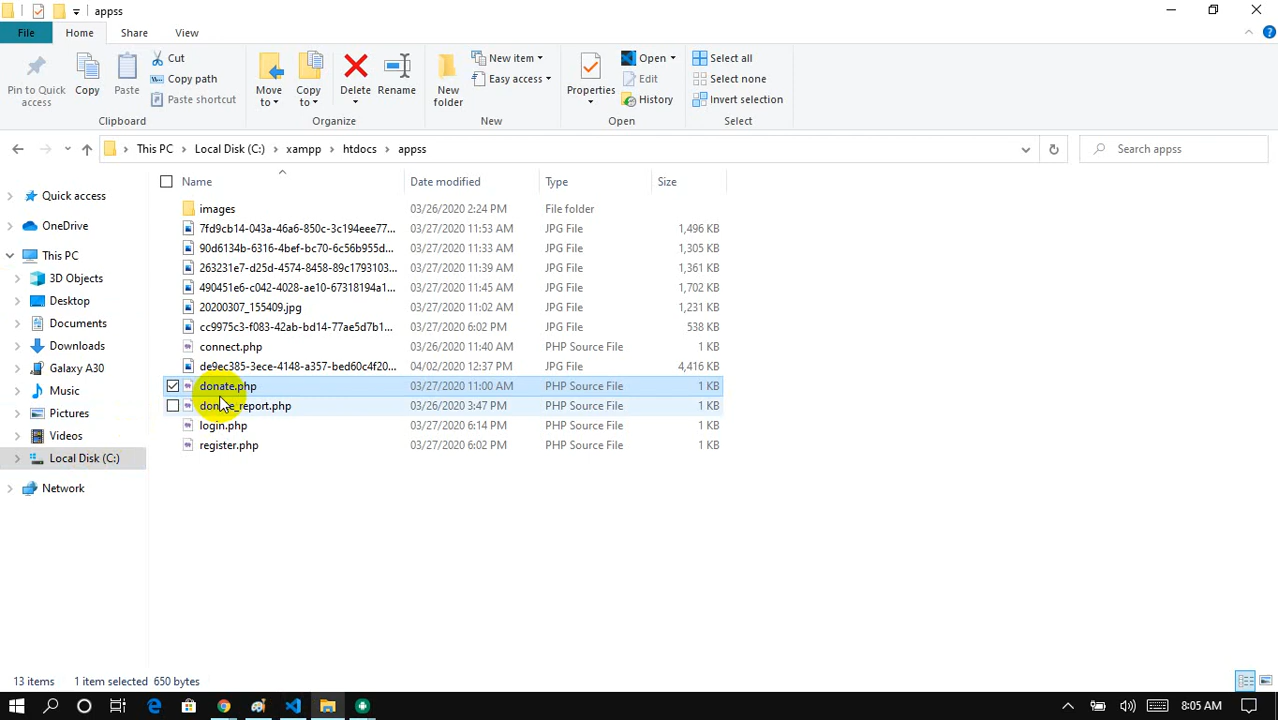 appss
File
Home
Share
View
Pin to Quick access
Copy
Paste
Cut
Copy path
Paste shortcut
Clipboard
Move to
Copy to
Delete
Rename
Organize
New folder
New item
Easy access
New
Properties
Open
Edit
History
Open
Select all
Select none
Invert selection
Select
This PC > Local Disk (C:) > xampp > htdocs > appss
Search appss
Name Date modified Type Size
images 03/26/2020 2:24 PM File folder
7fd9cb14-043a-46a6-850c-3c194eee77... 03/27/2020 11:53 AM JPG File 1,496 KB
90d6134b-6316-4bef-bc70-6c56b955d... 03/27/2020 11:33 AM JPG File 1,305 KB
263231e7-d25d-4574-8458-89c1793103... 03/27/2020 11:39 AM JPG File 1,361 KB
490451e6-c042-4028-ae10-67318194a1... 03/27/2020 11:45 AM JPG File 1,702 KB
20200307_155409.jpg 03/27/2020 11:02 AM JPG File 1,231 KB
cc9975c3-f083-42ab-bd14-77ae5d7b1... 03/27/2020 6:02 PM JPG File 538 KB
connect.php 03/26/2020 11:40 AM PHP Source File 1 KB
de9ec385-3ece-4148-a357-bed60c4f20... 04/02/2020 12:37 PM JPG File 4,416 KB
donate.php 03/27/2020 11:00 AM PHP Source File 1 KB
donate_report.php 03/26/2020 3:47 PM PHP Source File 1 KB
login.php 03/27/2020 6:14 PM PHP Source File 1 KB
register.php 03/27/2020 6:02 PM PHP Source File 1 KB
Quick access
OneDrive
This PC
3D Objects
Desktop
Documents
Downloads
Galaxy A30
Music
Pictures
Videos
Local Disk (C:)
Network
13 items 1 item selected 650 bytes
8:05 AM